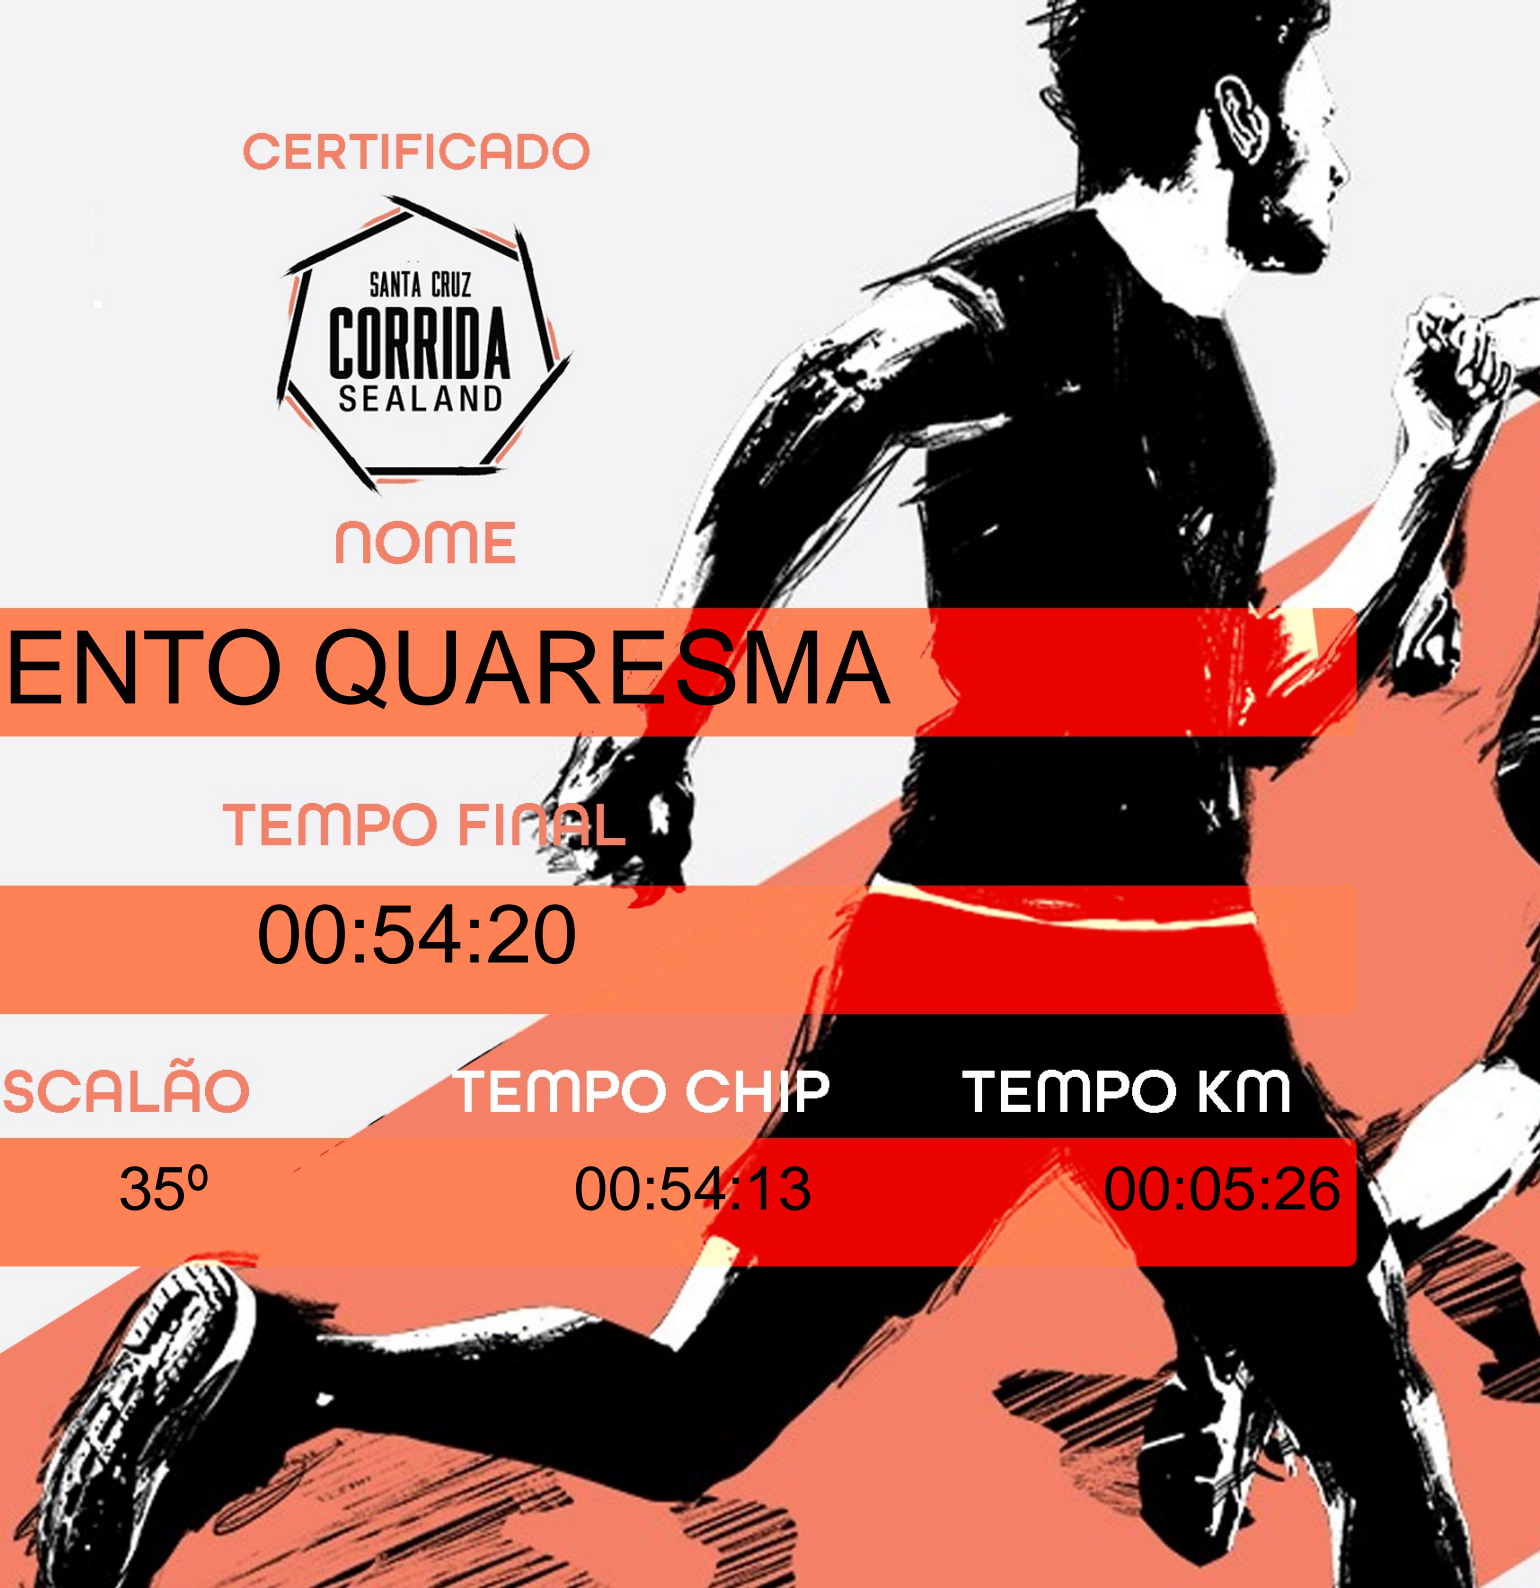 CERTIFICADO
SANTA CRUZ
CORRIDA
SEALAND
NOME
ENTO QUARESMA
TEMPO FINAL
00:54:20
SCALÃO TEMPO CHIP TEMPO KM
35º 00:54:13 00:05:26